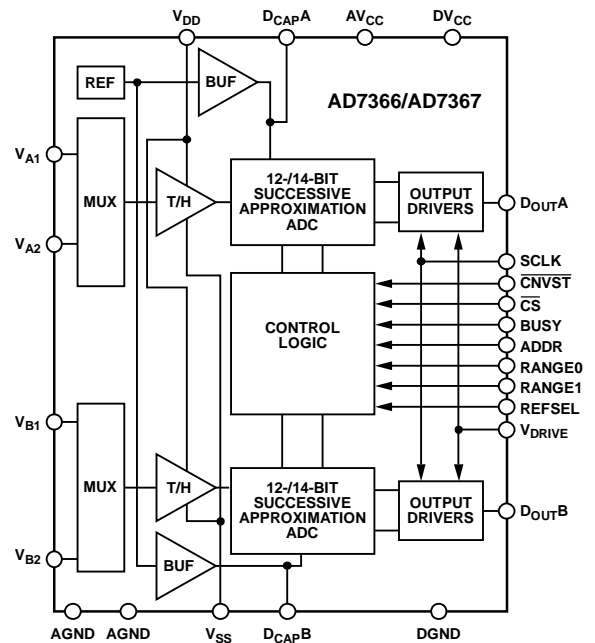 VDD
DCAPA
AVCC
DVCC
REF
BUF
AD7366/AD7367
VA1
VA2
MUX
T/H
12-/14-BIT
SUCCESSIVE
APPROXIMATION
ADC
OUTPUT
DRIVERS
DOUTA
SCLK
CNVST
CS
BUSY
ADDR
RANGE0
RANGE1
REFSEL
VDRIVE
CONTROL
LOGIC
VB1
VB2
MUX
T/H
12-/14-BIT
SUCCESSIVE
APPROXIMATION
ADC
OUTPUT
DRIVERS
DOUTB
BUF
AGND
AGND
VSS
DCAPB
DGND